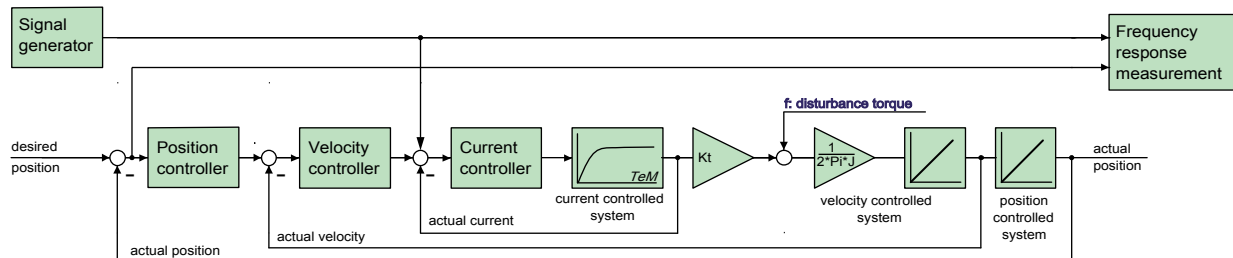 Signal
generator
Frequency
response
measurement
f: disturbance torque
desired
position
Position
controller
Velocity
controller
Current
controller
TeM
Kt
1
2*Pi*J
actual
position
current controlled
system
velocity controlled
system
position
controlled
system
actual current
actual velocity
actual position